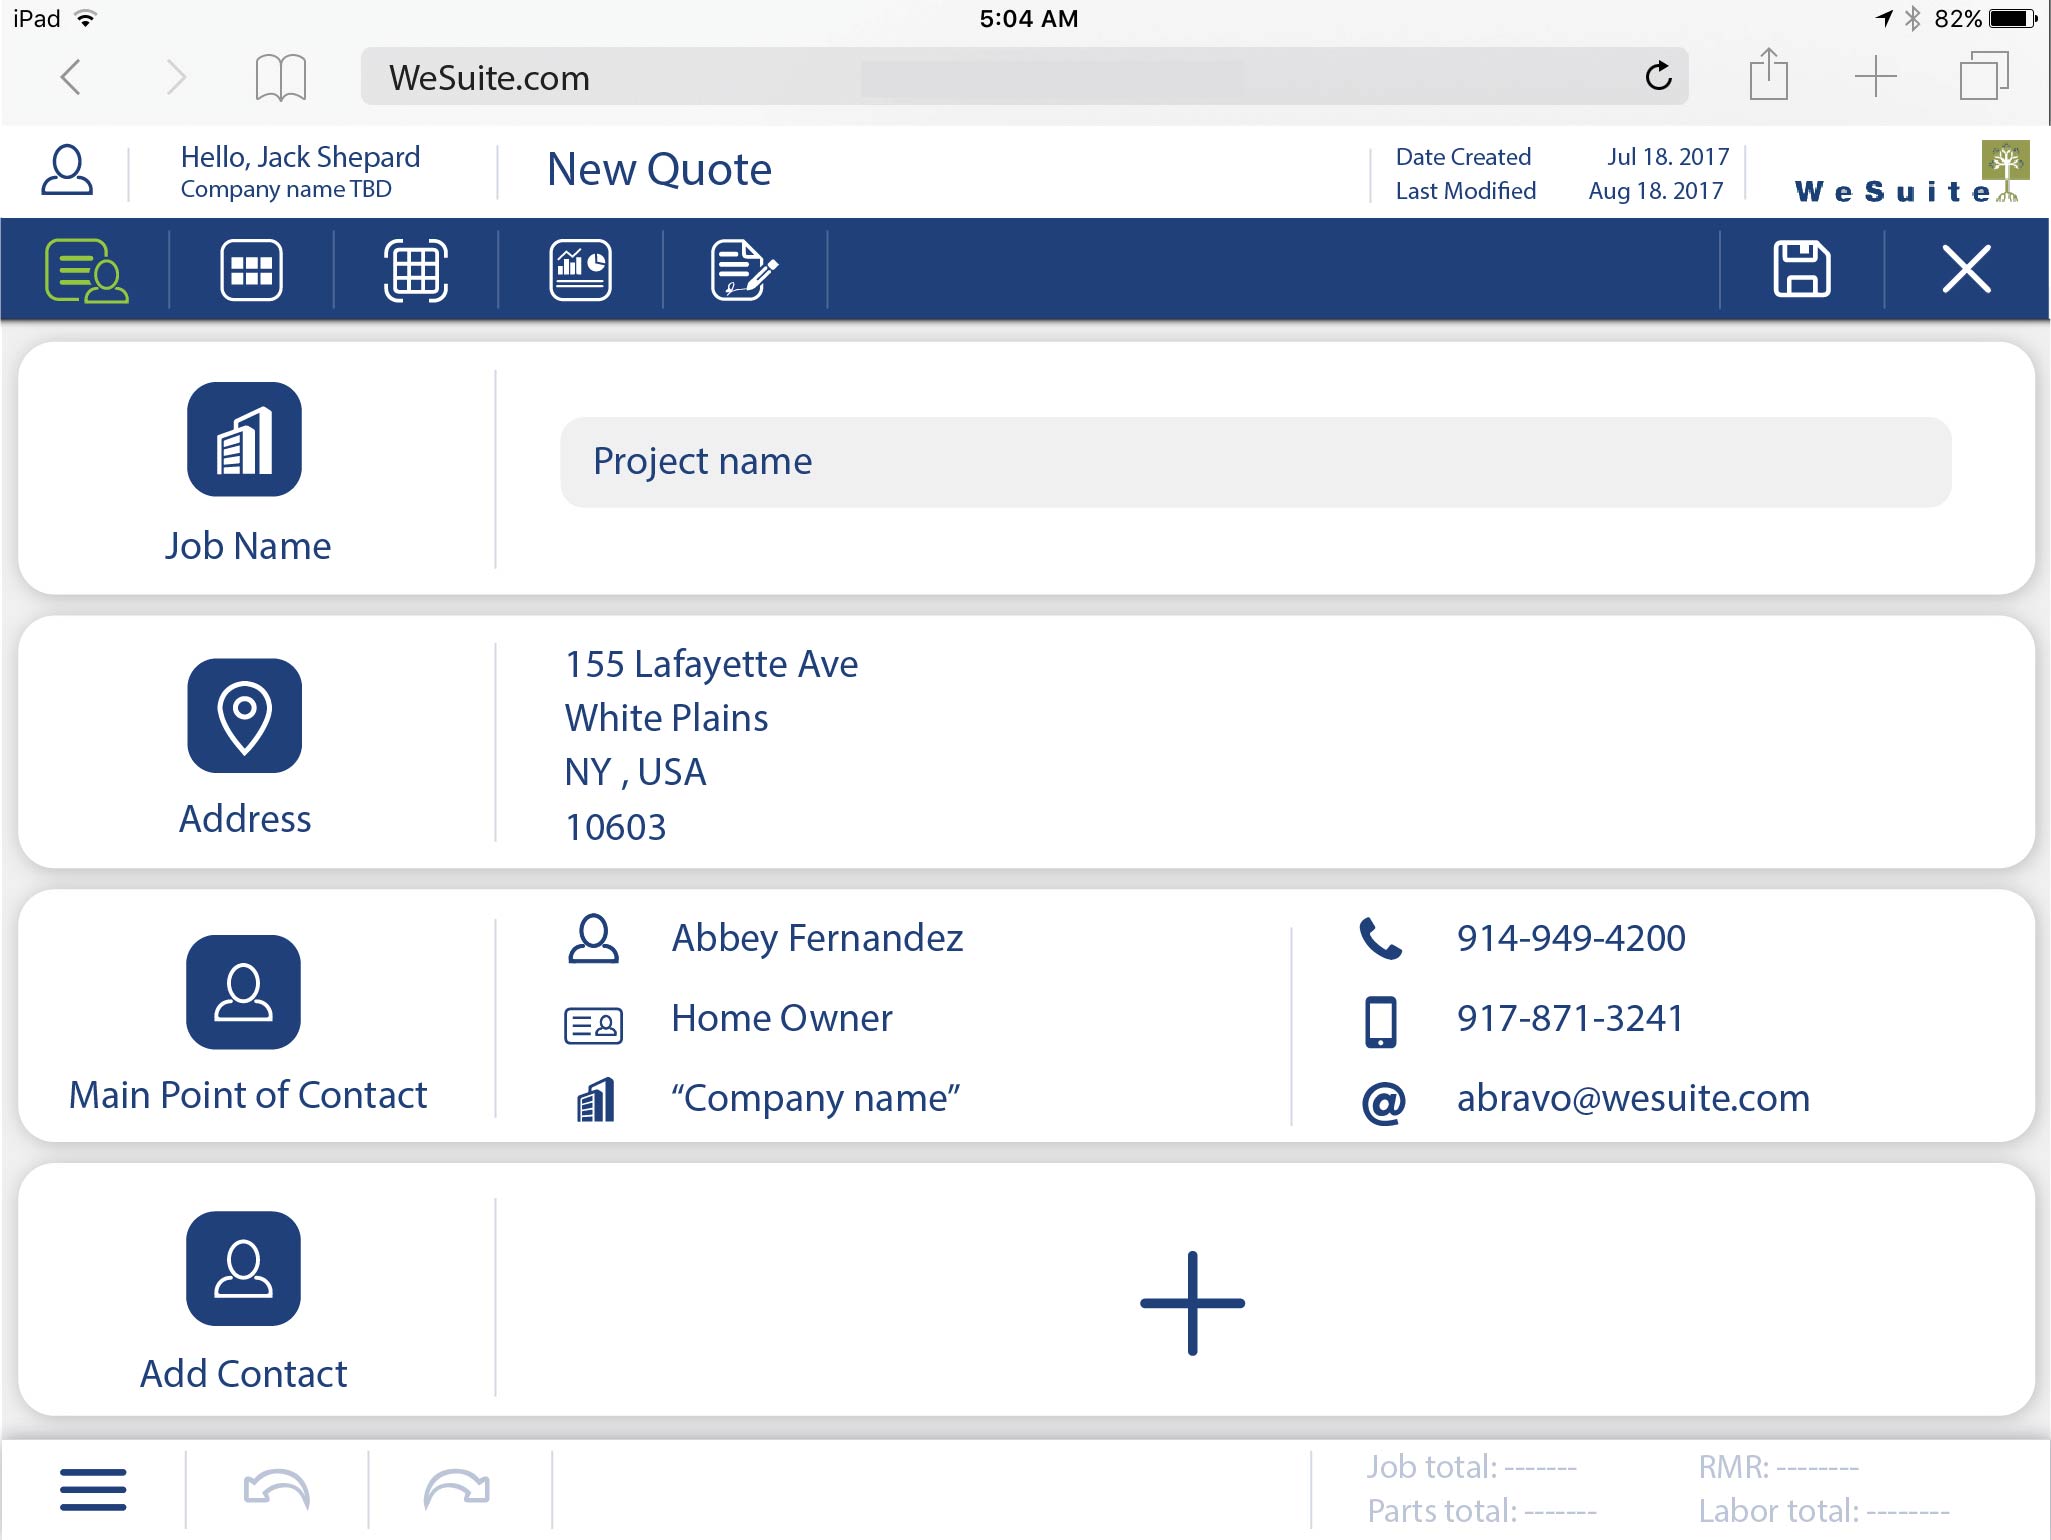 iPad 5:04 AM 82%
WeSuite.com
Hello, Jack Shepard
Company name TBD
New Quote
Date Created Jul 18. 2017
Last Modified Aug 18. 2017
WeSuite
Project name
Job Name
155 Lafayette Ave
White Plains
NY , USA
10603
Address
Abbey Fernandez
Home Owner
“Company name”
914-949-4200
917-871-3241
@ abravo@wesuite.com
Main Point of Contact
Add Contact
Job total: ------- RMR: --------
Parts total: ------- Labor total: --------